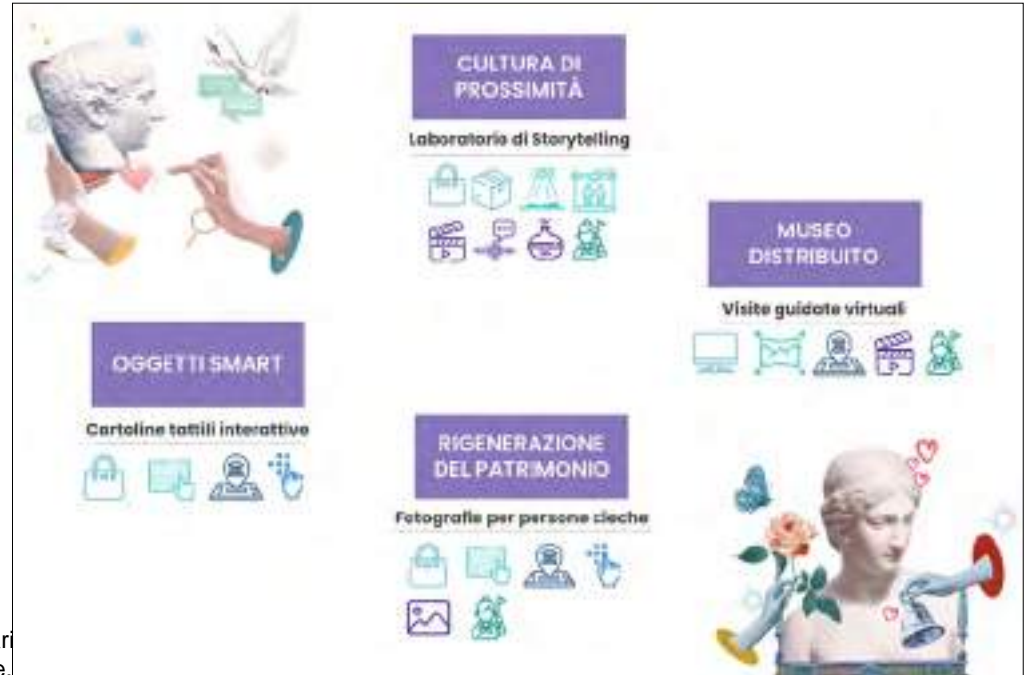 CULTURA DI
PROSSIMITÀ
Laboratorio di Storytelling
MUSEO
DISTRIBUITO
Visite guidate virtuali
OGGETTI SMART
Cartoline tattili interattive
RIGENERAZIONE
DEL PATRIMONIO
Fotografie per persone cieche
ri
e.